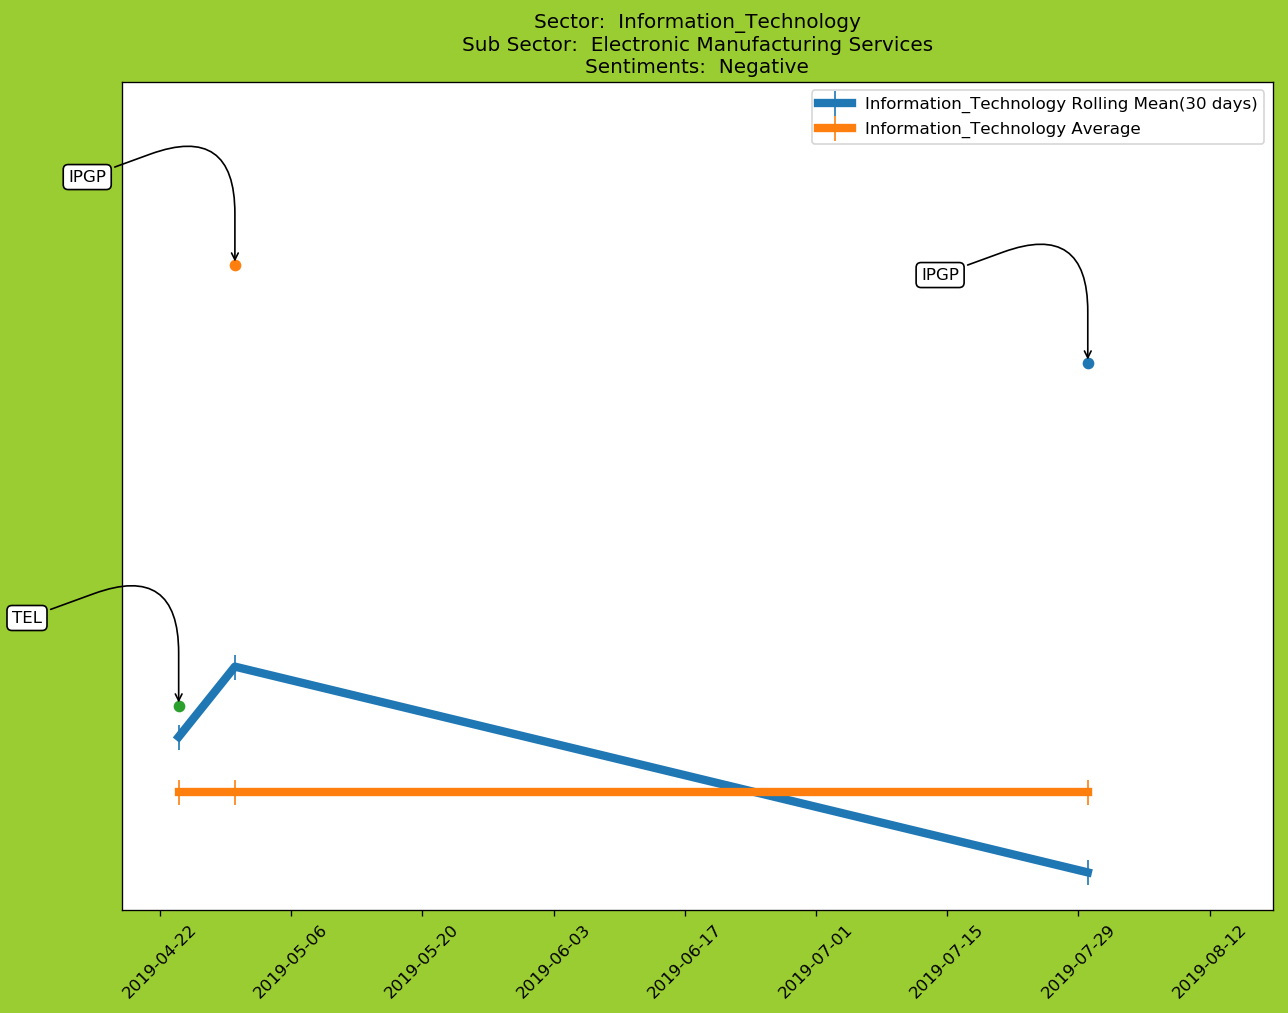 Sector:  Information_Technology
Sub Sector:  Electronic Manufacturing Services
Sentiments:  Negative
Information_Technology Rolling Mean(30 days)
Information_Technology Average
IPGP
IPGP
TEL
2019-04-22
2019-05-06
2019-05-20
2019-06-03
2019-06-17
2019-07-01
2019-07-15
2019-07-29
2019-08-12